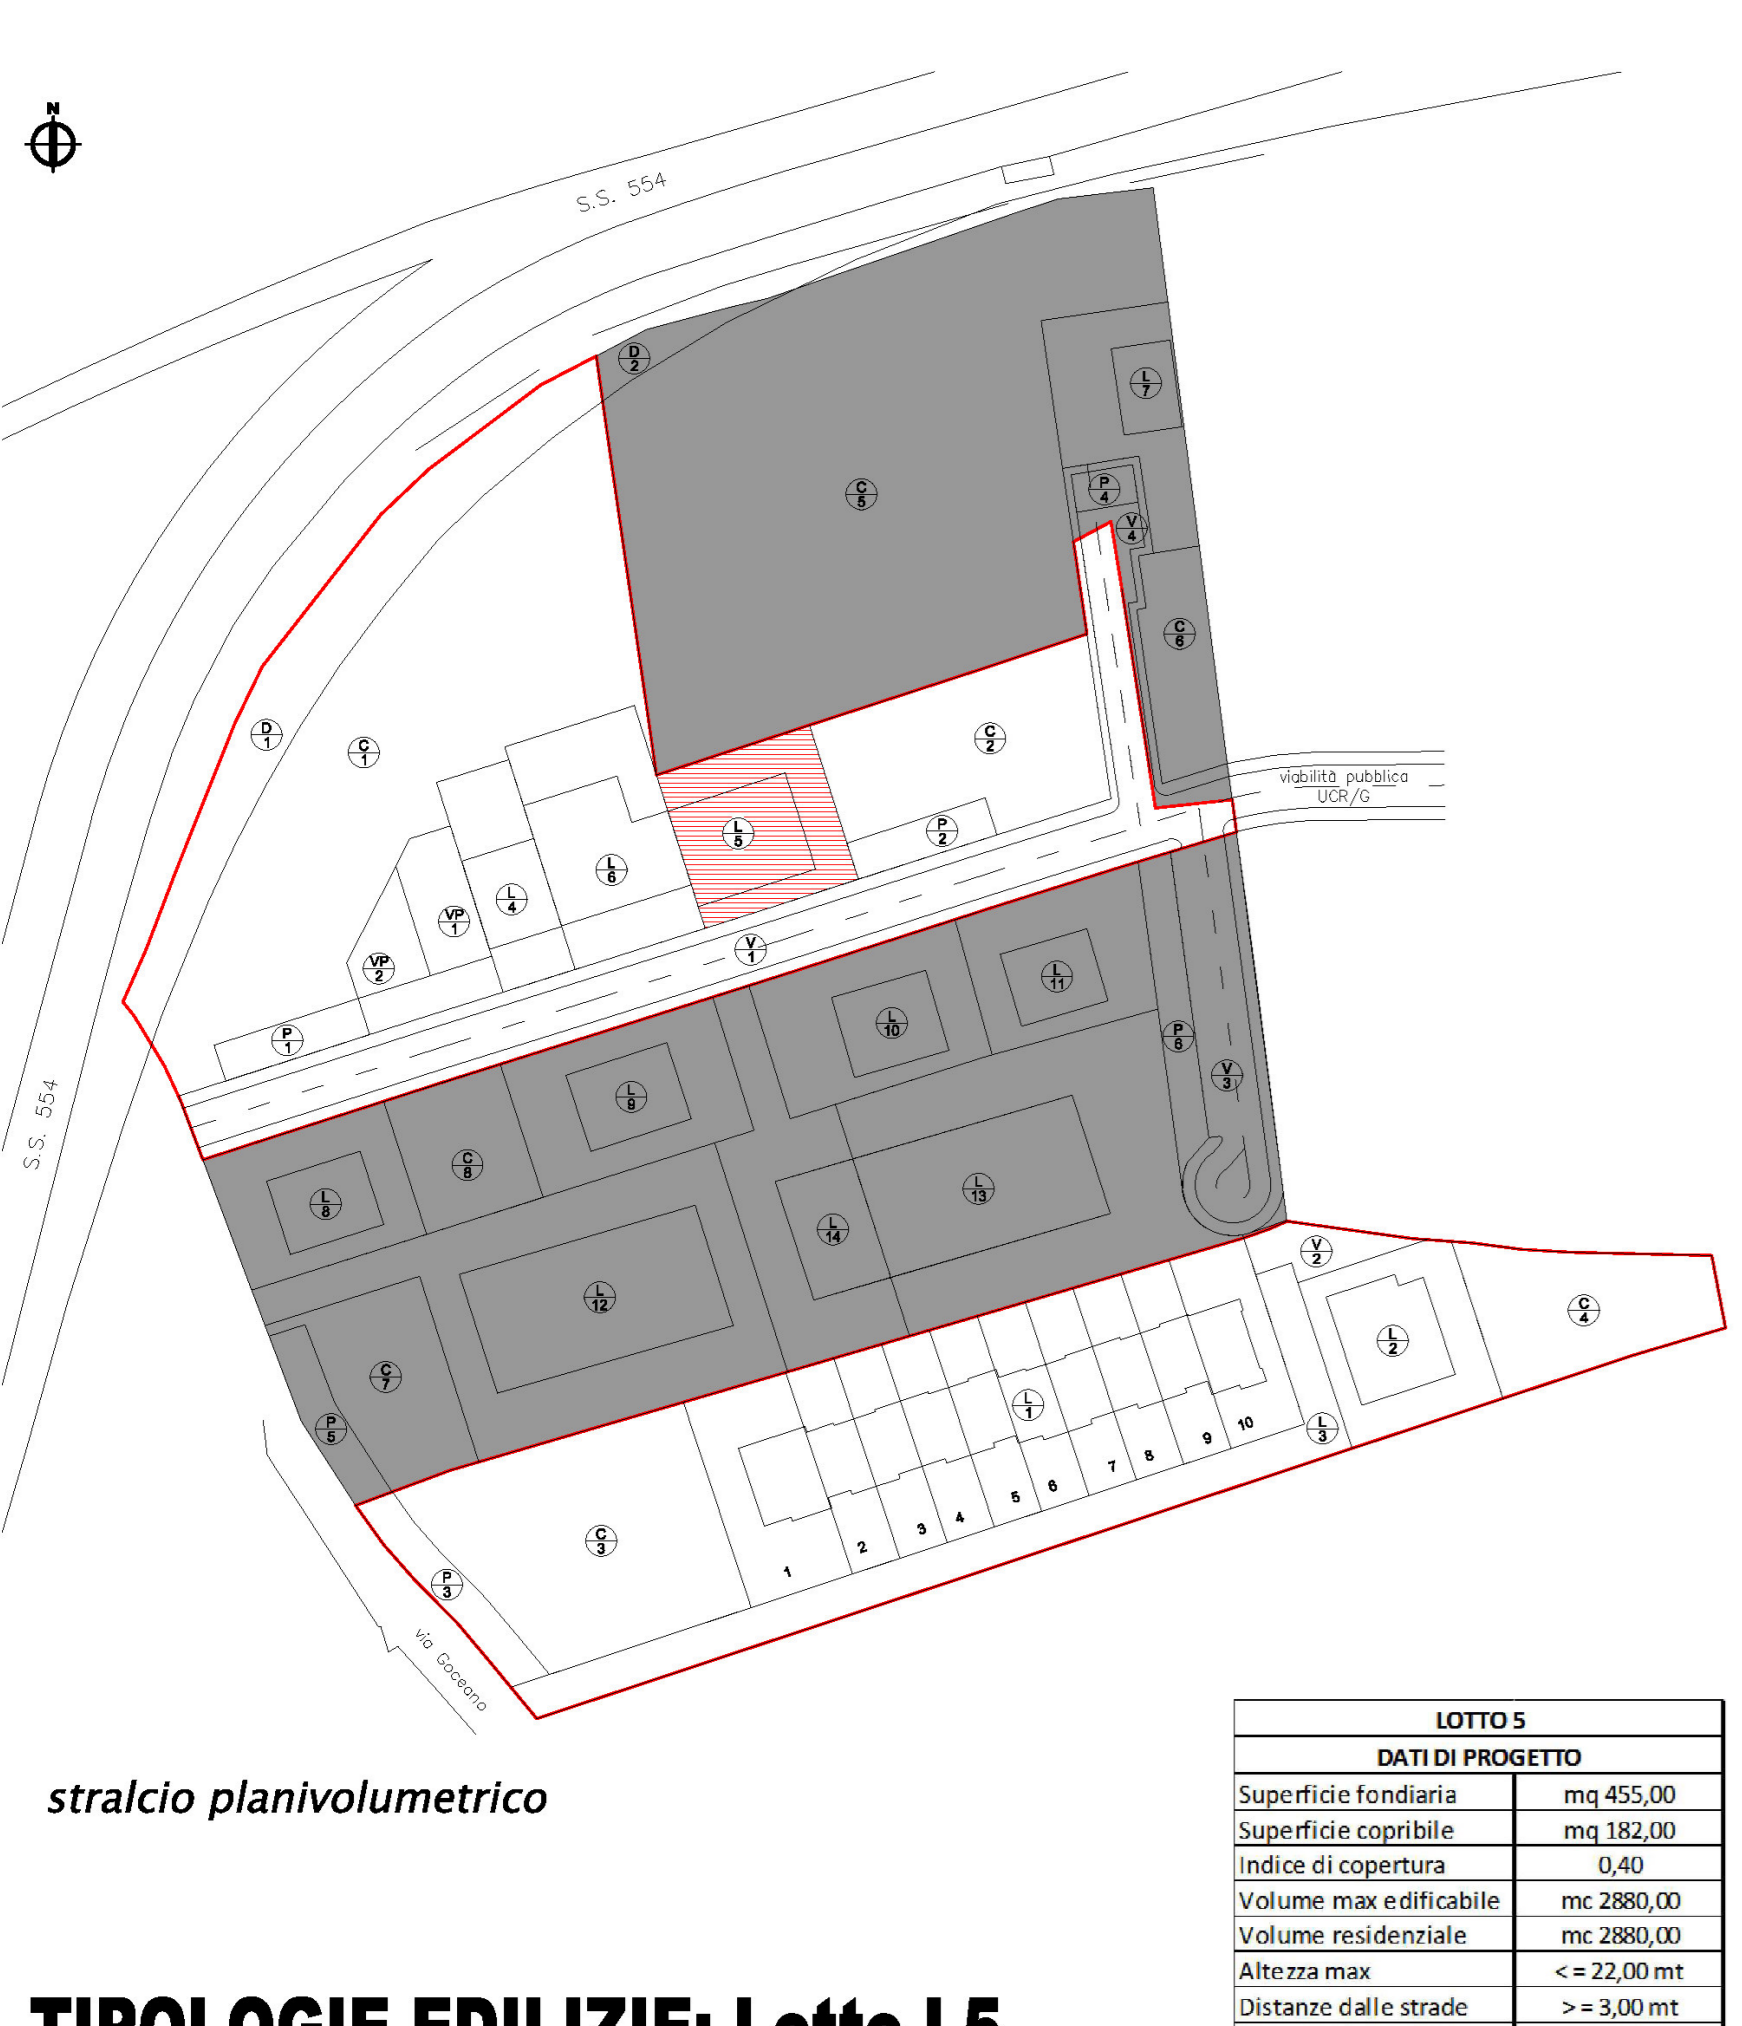 N
S.S. 554
D 2
L 7
C 5
P 4
V 4
C 6
D 1
C 1
C 2
viabilità pubblica
UCR/G
L 5
P 2
L 6
L 4
VP 1
VP 2
V 1
P 1
L 11
L 10
P 6
V 3
L 9
S.S. 554
C 8
L 8
L 13
L 14
V 2
L 12
C 4
L 2
C 7
L 1
P 5
L 3
10
9
8
7
6
5
4
3
2
1
C 3
P 3
via Goceano
LOTTO 5
DATI DI PROGETTO
Superficie fondiaria mq 455,00
Superficie copribile mq 182,00
Indice di copertura 0,40
Volume max edificabile mc 2880,00
Volume residenziale mc 2880,00
Altezza max < = 22,00 mt
Distanze dalle strade > = 3,00 mt
stralcio planivolumetrico
TIPOLOGIE EDILIZIE: Lotto L5